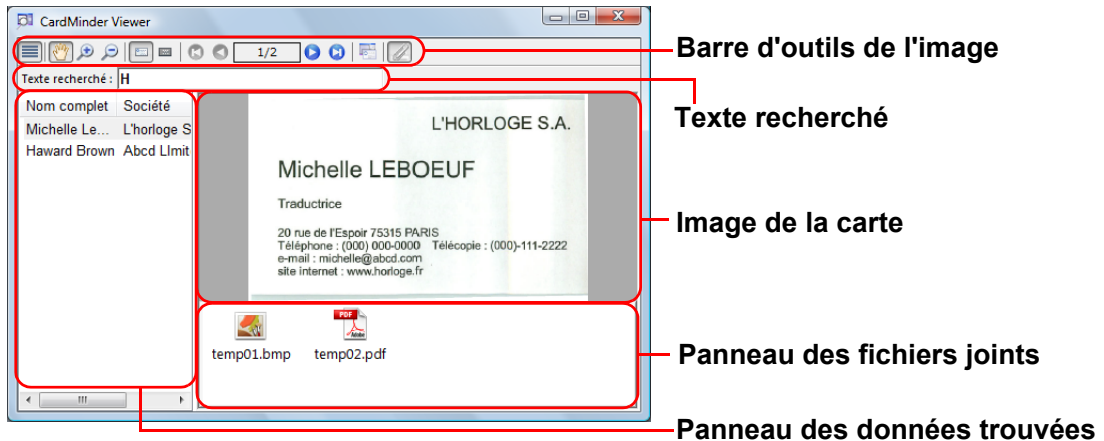 CardMinder Viewer
1/2
Barre d'outils de l'image
Texte recherché : H
Texte recherché
Nom complet Société
Michelle Le... L'horloge S
Haward Brown Abcd LImit
L'HORLOGE S.A.
Michelle LEBOEUF
Traductrice
20 rue de l'Espoir 75315 PARIS
Téléphone : (000) 000-0000 Télécopie : (000)-111-2222
e-mail : michelle@abcd.com
site internet : www.horloge.fr
Image de la carte
PDF
Adobe
temp01.bmp temp02.pdf
Panneau des fichiers joints
Panneau des données trouvées